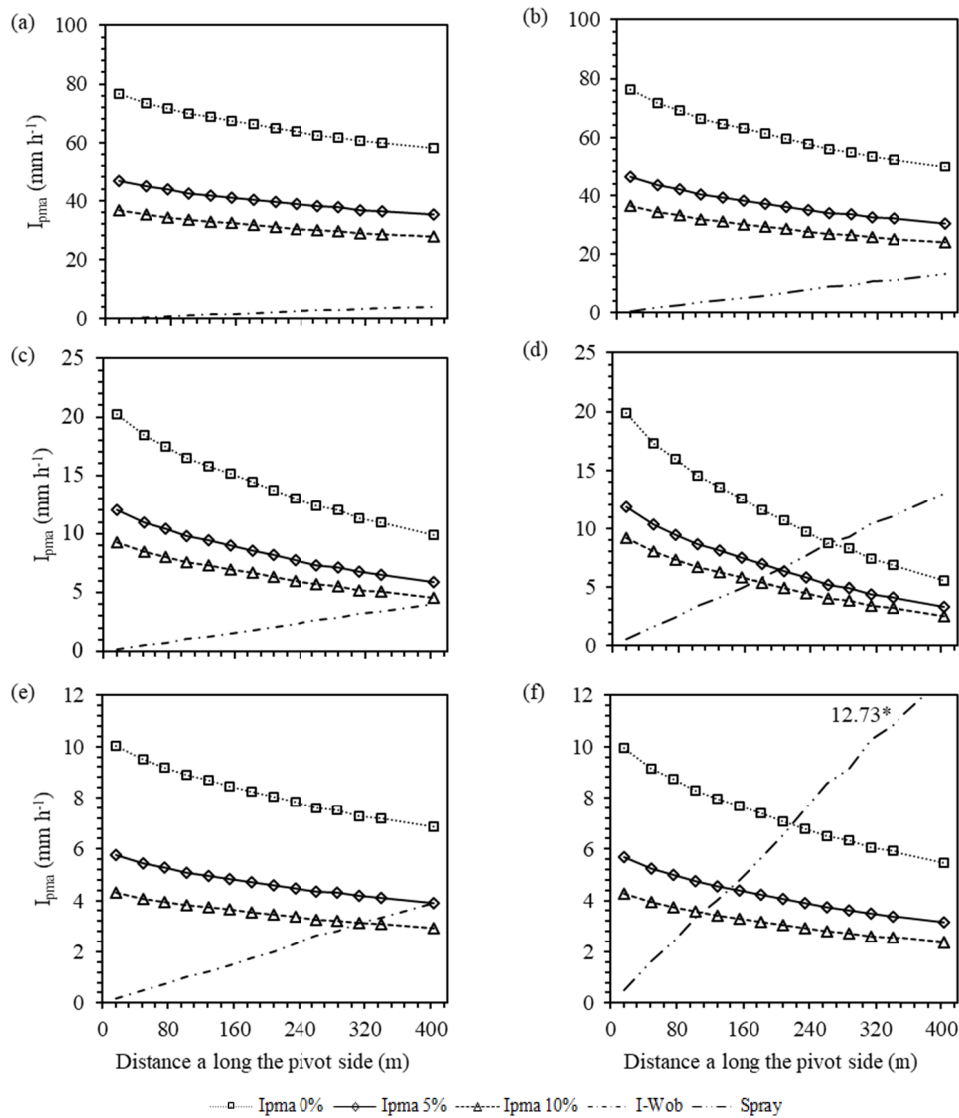 (a)
100
80
60
40
20
0
Ipma (mm h-1)
(b)
100
80
60
40
20
0
(c)
25
20
15
10
5
0
Ipma (mm h-1)
(d)
25
20
15
10
5
0
(e)
12
10
8
6
4
2
0
Ipma (mm h-1)
0 80 160 240 320 400
Distance a long the pivot side (m)
(f)
12
10
8
6
4
2
0
12.73*
0 80 160 240 320 400
Distance a long the pivot side (m)
Ipma 0% Ipma 5% Ipma 10% I-Wob Spray